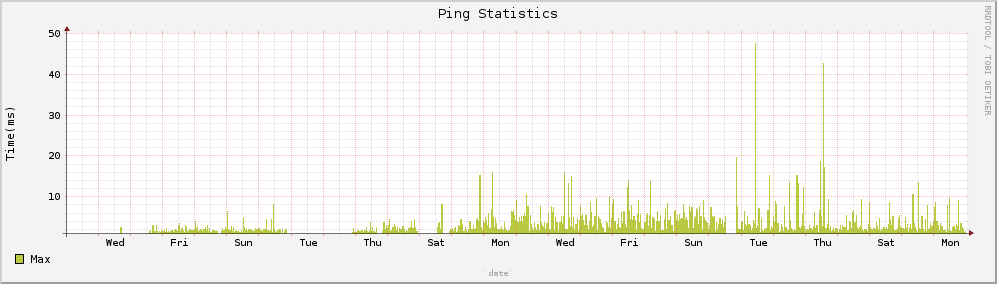 Ping Statistics
RRDTOOL / TOBI OETIKER
Time(ms)
50
40
30
20
10
Wed Fri Sun Tue Thu Sat Mon Wed Fri Sun Tue Thu Sat Mon
Max
`date`